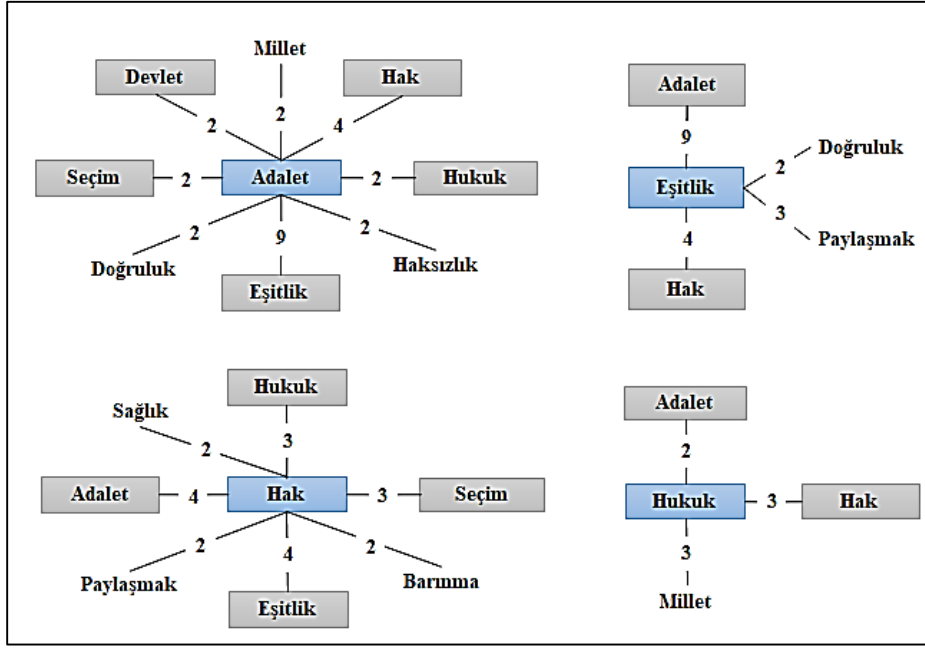 Millet
Devlet
Hak
2
2
4
Seçim
2
Adalet
2
Hukuk
2
9
2
Doğruluk
Haksızlık
Eşitlik
Adalet
9
Doğruluk
Eşitlik
2
3
4
Paylaşmak
Hak
Hukuk
Sağlık
3
2
Adalet
4
Hak
3
Seçim
2
4
2
Paylaşmak
Barınma
Eşitlik
Adalet
2
Hukuk
3
Hak
3
Millet